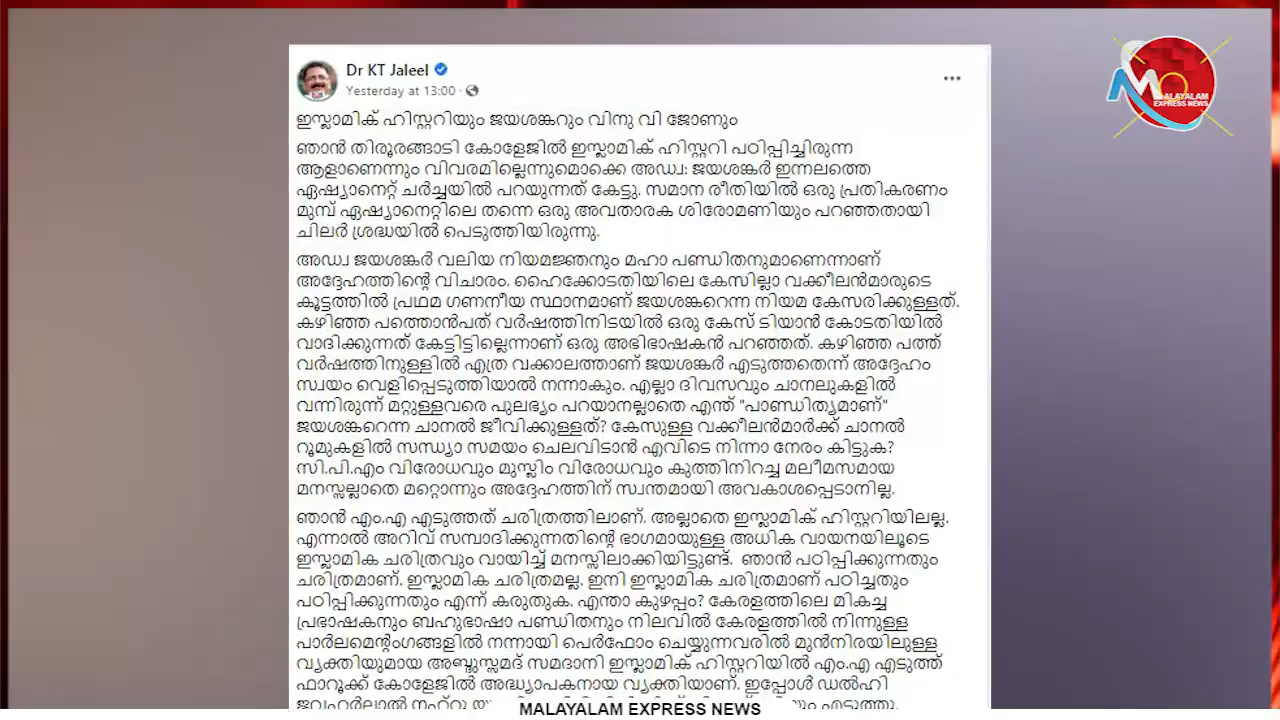 Dr KT Jaleel
Yesterday at 13:00 ·
ഇസ്ലാമിക് ഹിസ്റ്ററിയും ജയശങ്കറും വിനു വി ജോണും
ഞാൻ തിരൂരങ്ങാടി കോളേജിൽ ഇസ്ലാമിക് ഹിസ്റ്ററി പഠിപ്പിച്ചിരുന്ന
ആളാണെന്നും വിവരമില്ലെന്നുമൊക്കെ അഡ്വ: ജയശങ്കർ ഇന്നലത്തെ
ഏഷ്യാനെറ്റ് ചർച്ചയിൽ പറയുന്നത് കേട്ടു. സമാന രീതിയിൽ ഒരു പ്രതികരണം
മുമ്പ് ഏഷ്യാനെറ്റിലെ തന്നെ ഒരു അവതാരക ശിരോമണിയും പറഞ്ഞതായി
ചിലർ ശ്രദ്ധയിൽ പെടുത്തിയിരുന്നു.
അഡ്വ ജയശങ്കർ വലിയ നിയമജ്ഞനും മഹാ പണ്ഡിതനുമാണെന്നാണ്
അദ്ദേഹത്തിൻ്റെ വിചാരം. ഹൈക്കോടതിയിലെ കേസില്ലാ വക്കീലൻമാരുടെ
കൂട്ടത്തിൽ പ്രഥമ ഗണനീയ സ്ഥാനമാണ് ജയശങ്കറെന്ന നിയമ കേസരിക്കുള്ളത്.
കഴിഞ്ഞ പത്തൊൻപത് വർഷത്തിനിടയിൽ ഒരു കേസ് ടിയാൻ കോടതിയിൽ
വാദിക്കുന്നത് കേട്ടിട്ടില്ലെന്നാണ് ഒരു അഭിഭാഷകൻ പറഞ്ഞത്. കഴിഞ്ഞ പത്ത്
വർഷത്തിനുള്ളിൽ എത്ര വക്കാലത്താണ് ജയശങ്കർ എടുത്തതെന്ന് അദ്ദേഹം
സ്വയം വെളിപ്പെടുത്തിയാൽ നന്നാകും. എല്ലാ ദിവസവും ചാനലുകളിൽ
വന്നിരുന്ന് മറ്റുള്ളവരെ പുലഭ്യം പറയാനല്ലാതെ എന്ത് "പാണ്ഡിത്യമാണ്"
ജയശങ്കറെന്ന ചാനൽ ജീവിക്കുള്ളത്? കേസുള്ള വക്കീലൻമാർക്ക് ചാനൽ
റൂമുകളിൽ സന്ധ്യാ സമയം ചെലവിടാൻ എവിടെ നിന്നാ നേരം കിട്ടുക?
സി.പി.എം വിരോധവും മുസ്ലിം വിരോധവും കുത്തിനിറച്ച മലീമസമായ
മനസ്സല്ലാതെ മറ്റൊന്നും അദ്ദേഹത്തിന് സ്വന്തമായി അവകാശപ്പെടാനില്ല.
ഞാൻ എം.എ എടുത്തത് ചരിത്രത്തിലാണ്. അല്ലാതെ ഇസ്ലാമിക് ഹിസ്റ്ററിയിലല്ല.
എന്നാൽ അറിവ് സമ്പാദിക്കുന്നതിൻ്റെ ഭാഗമായുള്ള അധിക വായനയിലൂടെ
ഇസ്ലാമിക ചരിത്രവും വായിച്ച് മനസ്സിലാക്കിയിട്ടുണ്ട്. ഞാൻ പഠിപ്പിക്കുന്നതും
ചരിത്രമാണ്. ഇസ്ലാമിക ചരിത്രമല്ല. ഇനി ഇസ്ലാമിക ചരിത്രമാണ് പഠിച്ചതും
പഠിപ്പിക്കുന്നതും എന്ന് കരുതുക. എന്താ കുഴപ്പം? കേരളത്തിലെ മികച്ച
പ്രഭാഷകനും ബഹുഭാഷാ പണ്ഡിതനും നിലവിൽ കേരളത്തിൽ നിന്നുള്ള
പാർലമെൻ്റംഗങ്ങളിൽ നന്നായി പെർഫോം ചെയ്യുന്നവരിൽ മുൻനിരയിലുള്ള
വ്യക്തിയുമായ അബ്ദുസ്സമദ് സമദാനി ഇസ്ലാമിക് ഹിസ്റ്ററിയിൽ എം.എ എടുത്ത്
ഫാറൂക്ക് കോളേജിൽ അദ്ധ്യാപകനായ വ്യക്തിയാണ്. ഇപ്പോൾ ഡൽഹി
ജവഹർലാൽ നഹ്റു എടുത്തു.
MALAYALAM EXPRESS NEWS
MALAYALAM
EXPRESS NEWS